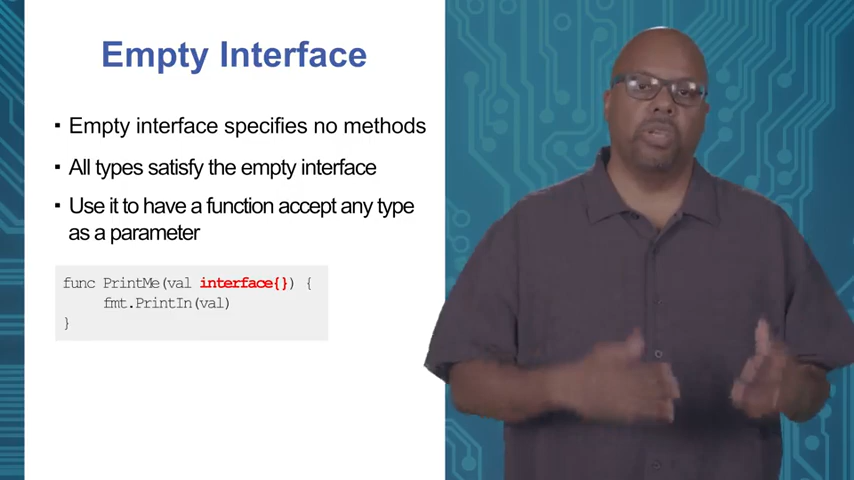 Empty Interface
▪ Empty interface specifies no methods
▪ All types satisfy the empty interface
▪ Use it to have a function accept any type
as a parameter
func PrintMe(val interface{}) {
fmt.PrintIn(val)
}